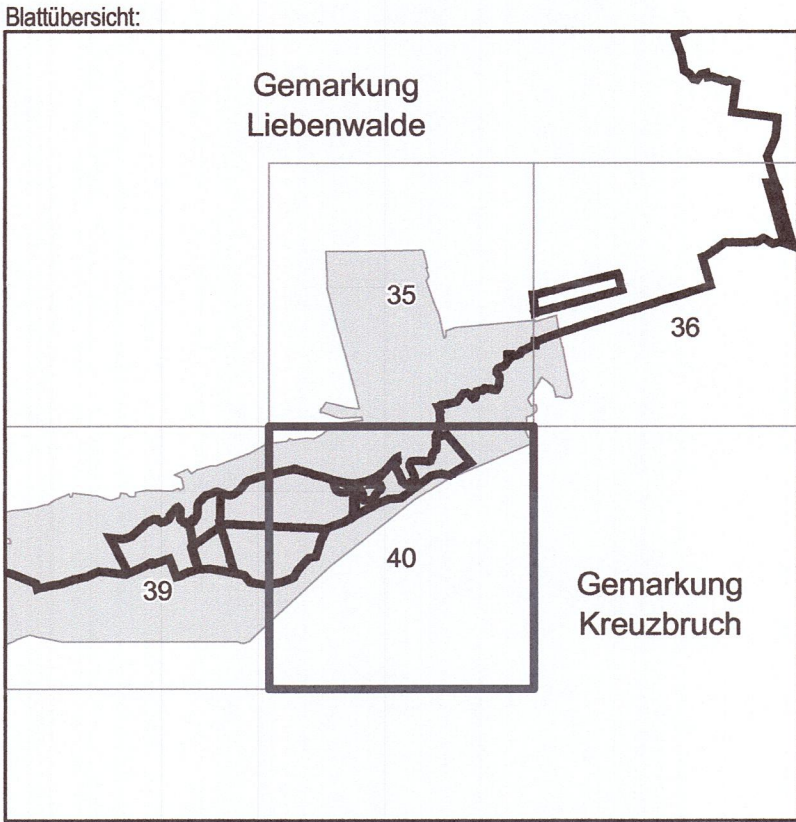 Blattübersicht:
Gemarkung
Liebenwalde
35
36
40
39
Gemarkung
Kreuzbruch